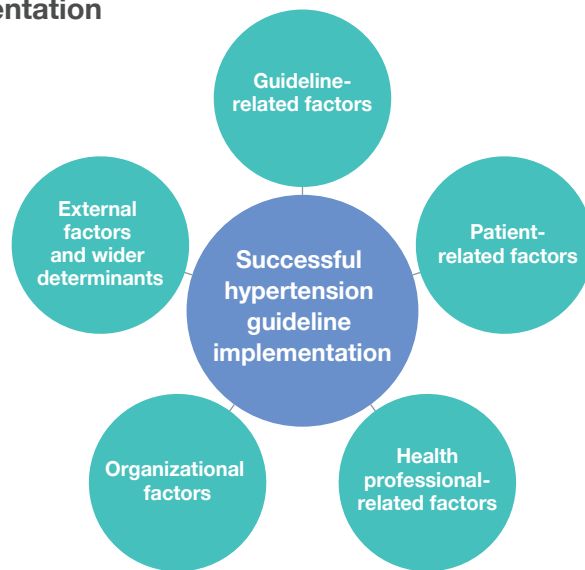 Guideline-
related factors
External
factors
and wider
determinants
Patient-
related factors
Successful
hypertension
guideline
implementation
Organizational
factors
Health
professional-
related factors